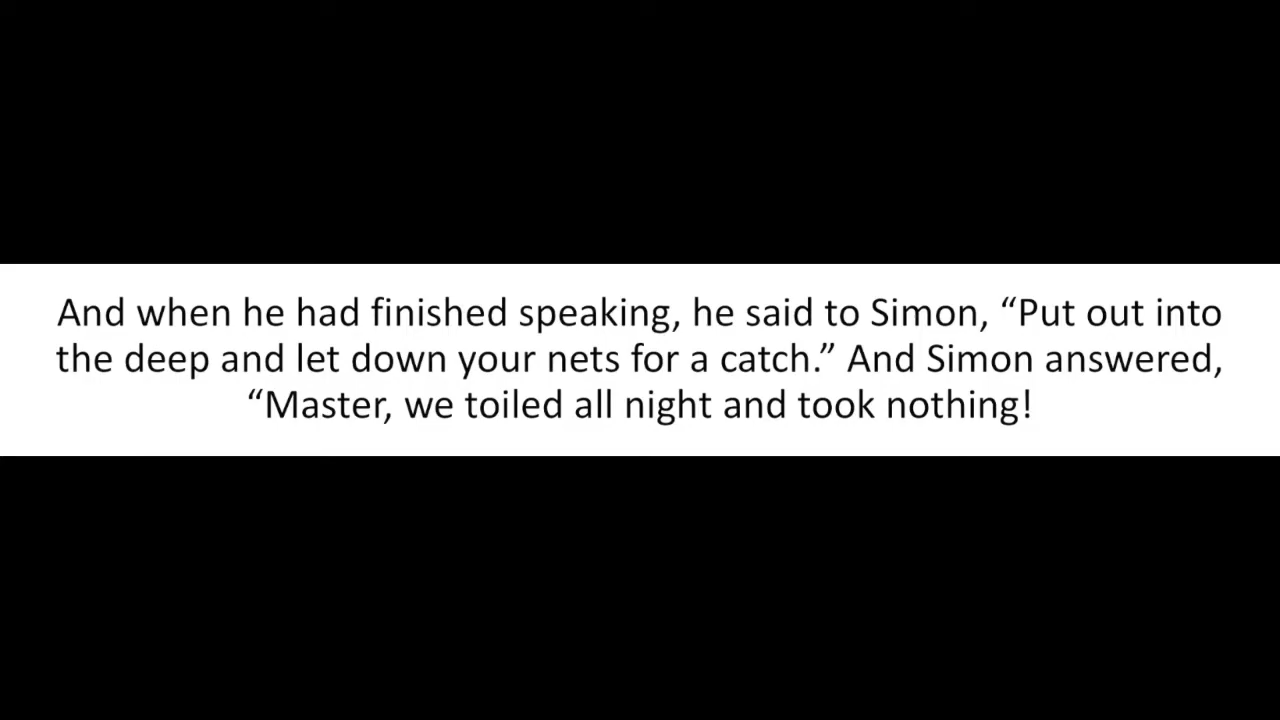 And when he had finished speaking, he said to Simon, “Put out into
the deep and let down your nets for a catch.” And Simon answered,
“Master, we toiled all night and took nothing!